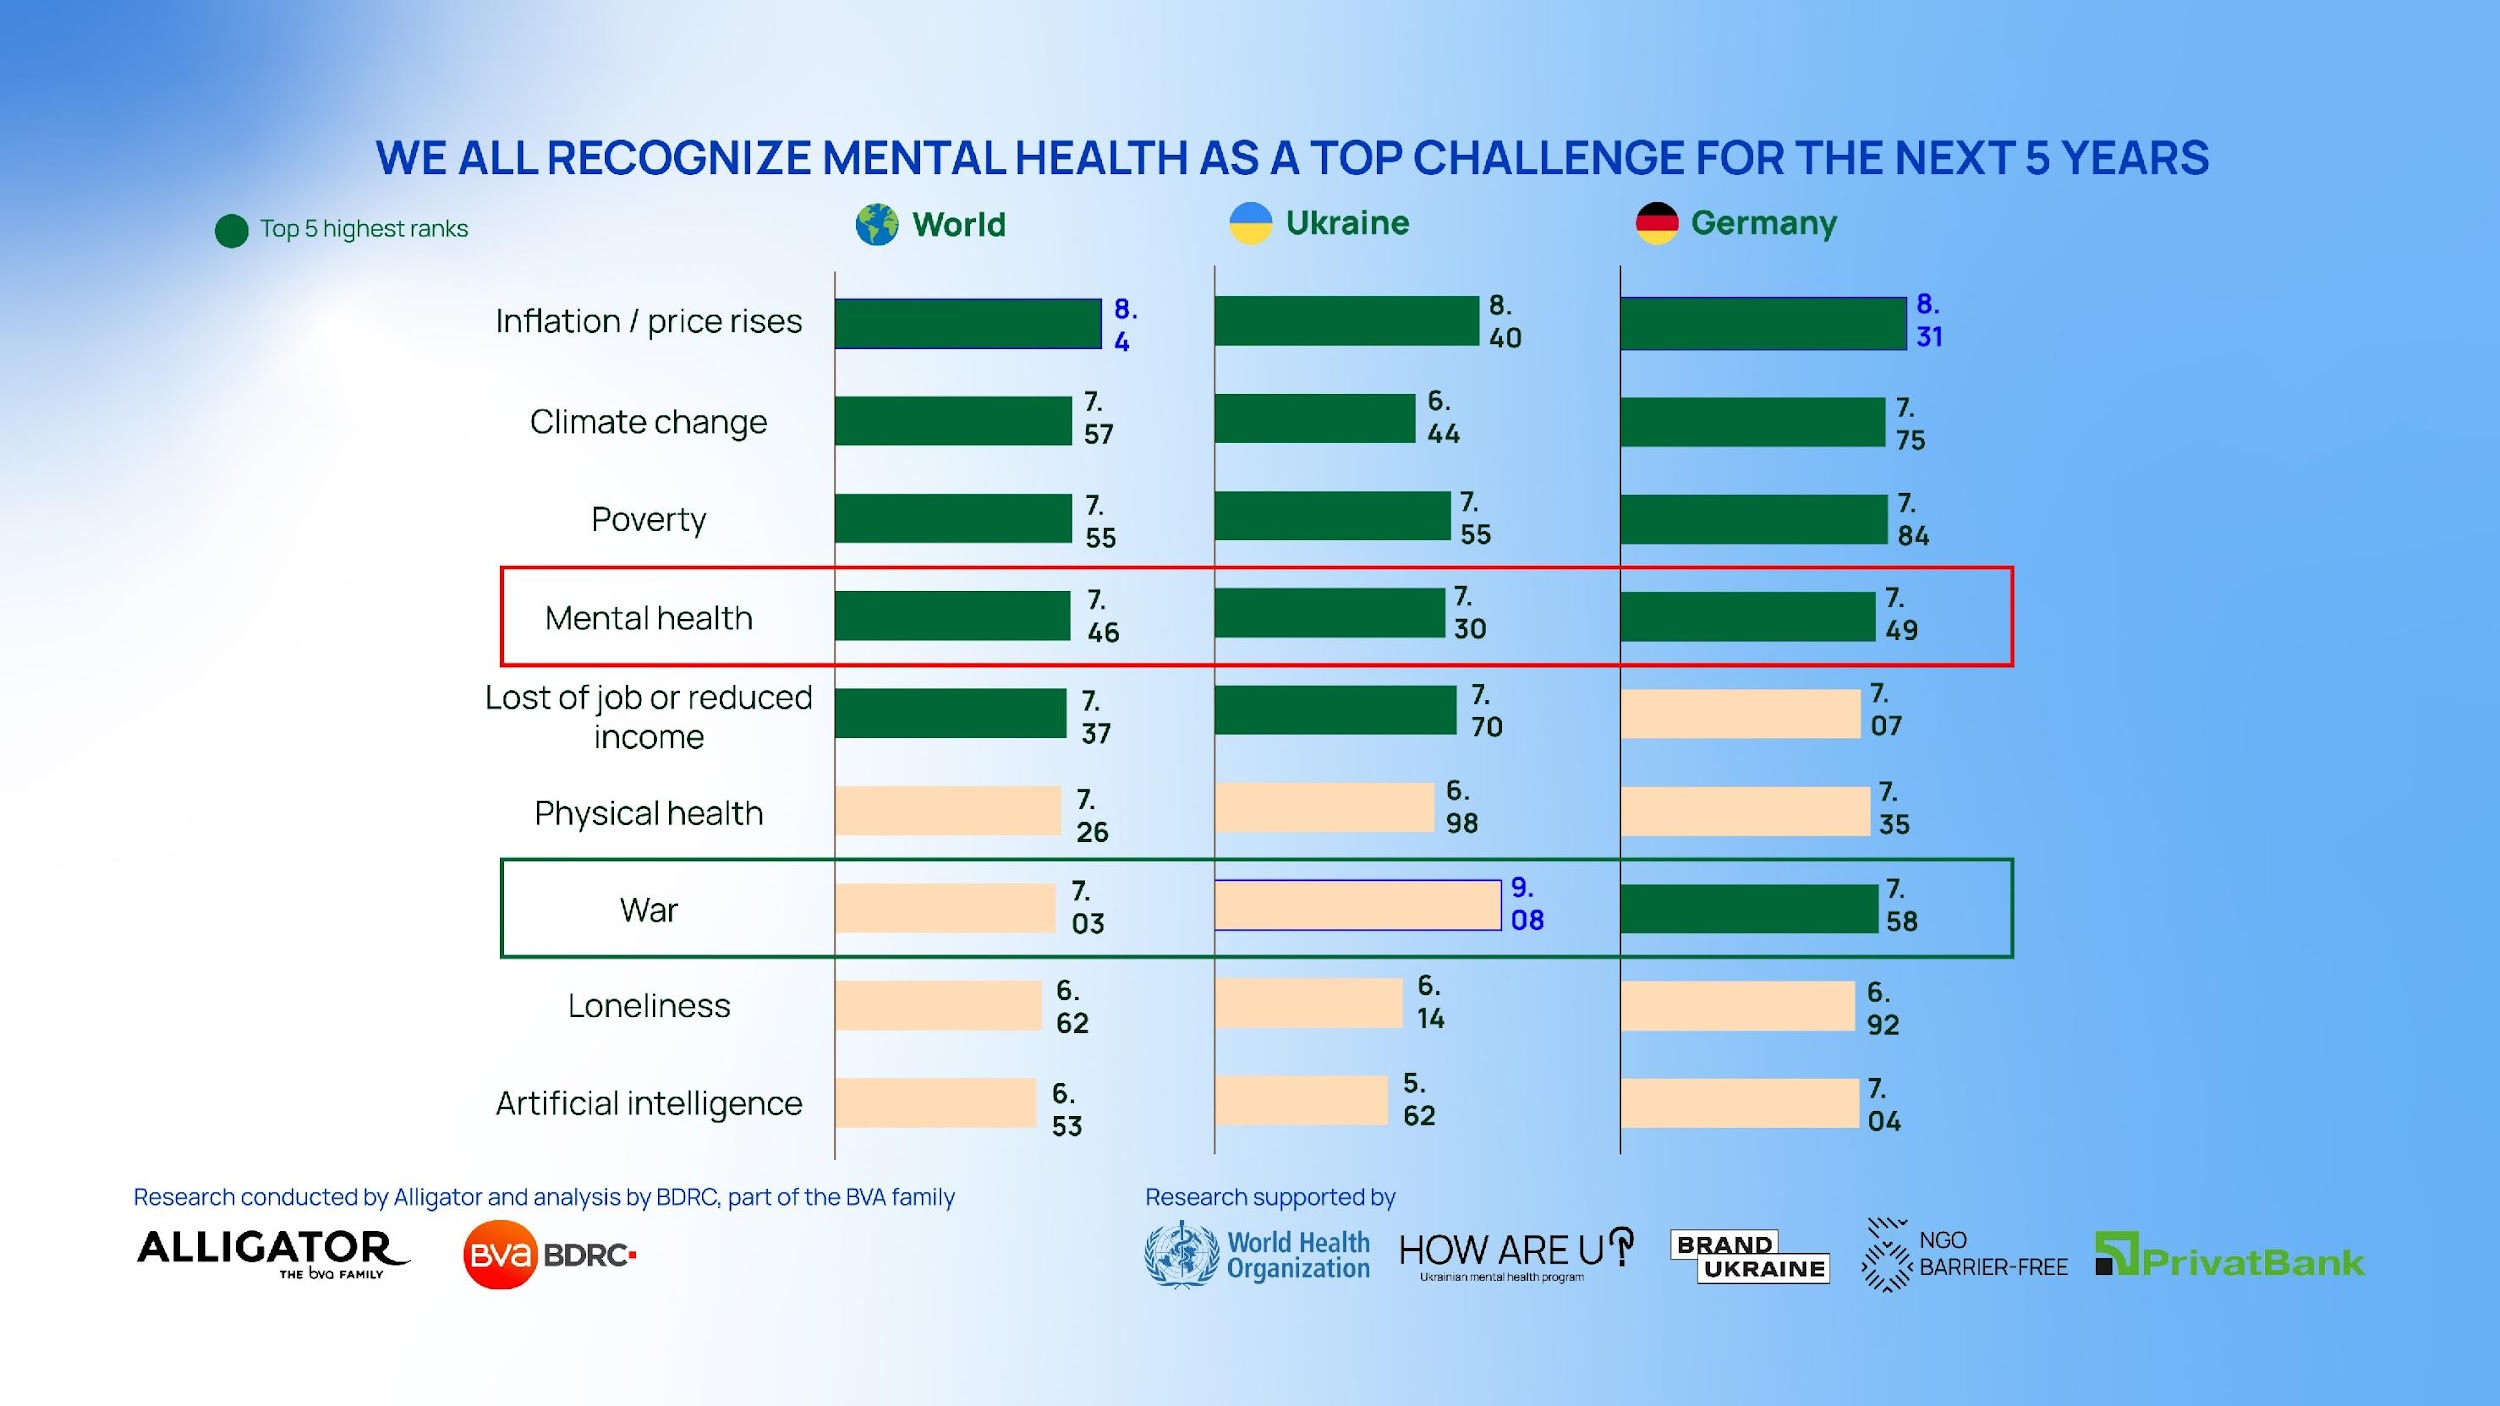 WE ALL RECOGNIZE MENTAL HEALTH AS A TOP CHALLENGE FOR THE NEXT 5 YEARS
Top 5 highest ranks
World
Ukraine
Germany
Inflation / price rises
8.
4
8.
40
8.
31
Climate change
7.
57
6.
44
7.
75
Poverty
7.
55
7.
55
7.
84
Mental health
7.
46
7.
30
7.
49
Lost of job or reduced
income
7.
37
7.
70
7.
07
Physical health
7.
26
6.
98
7.
35
War
7.
03
9.
08
7.
58
Loneliness
6.
62
6.
14
6.
92
Artificial intelligence
6.
53
5.
62
7.
04
Research conducted by Alligator and analysis by BDRC, part of the BVA family
ALLIGATOR
THE bva FAMILY
BVa BDRC
Research supported by
World Health
Organization
HOW ARE U?
Ukrainian mental health program
BRAND
UKRAINE
NGO
BARRIER-FREE
PrivatBank